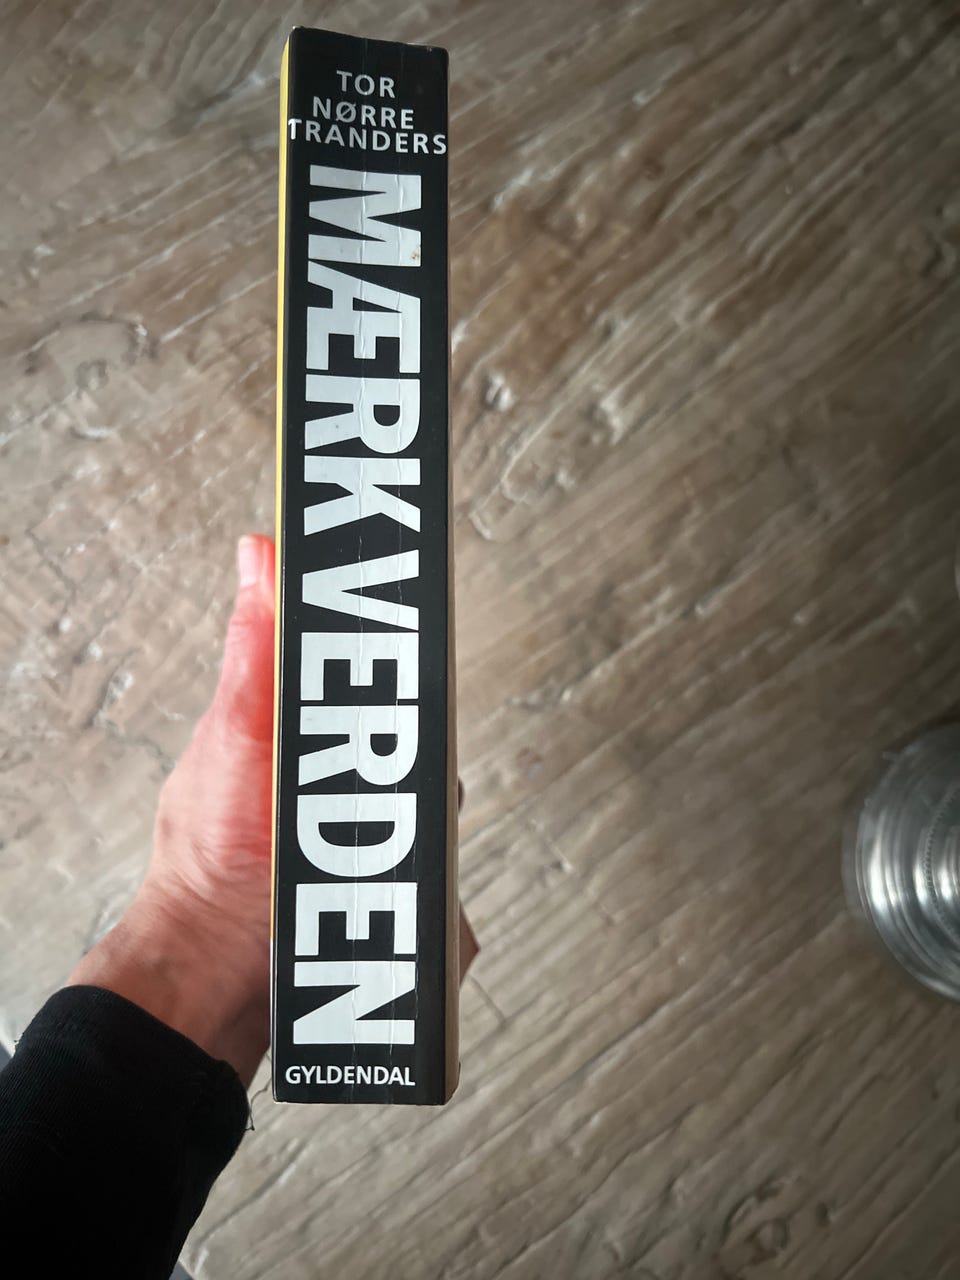 TOR
NØRRE
TRANDERS
MÆRK VERDEN
GYLDENDAL